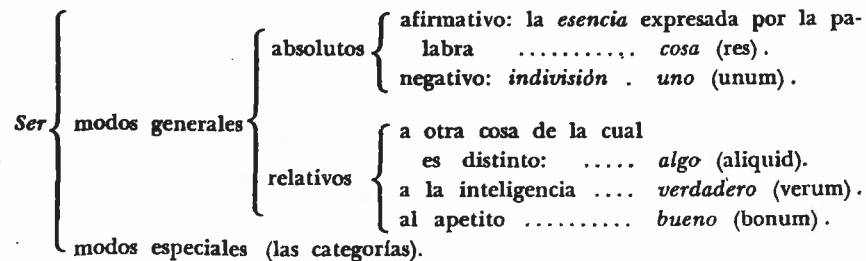 afirmativo: la esencia expresada por la pa-
absolutos labra ........... cosa (res).
negativo: indivisión . uno (unum).
Ser modos generales
a otra cosa de la cual
es distinto: ..... algo (aliquid).
relativos a la inteligencia .... verdadero (verum).
al apetito .......... bueno (bonum).
modos especiales (las categorías).